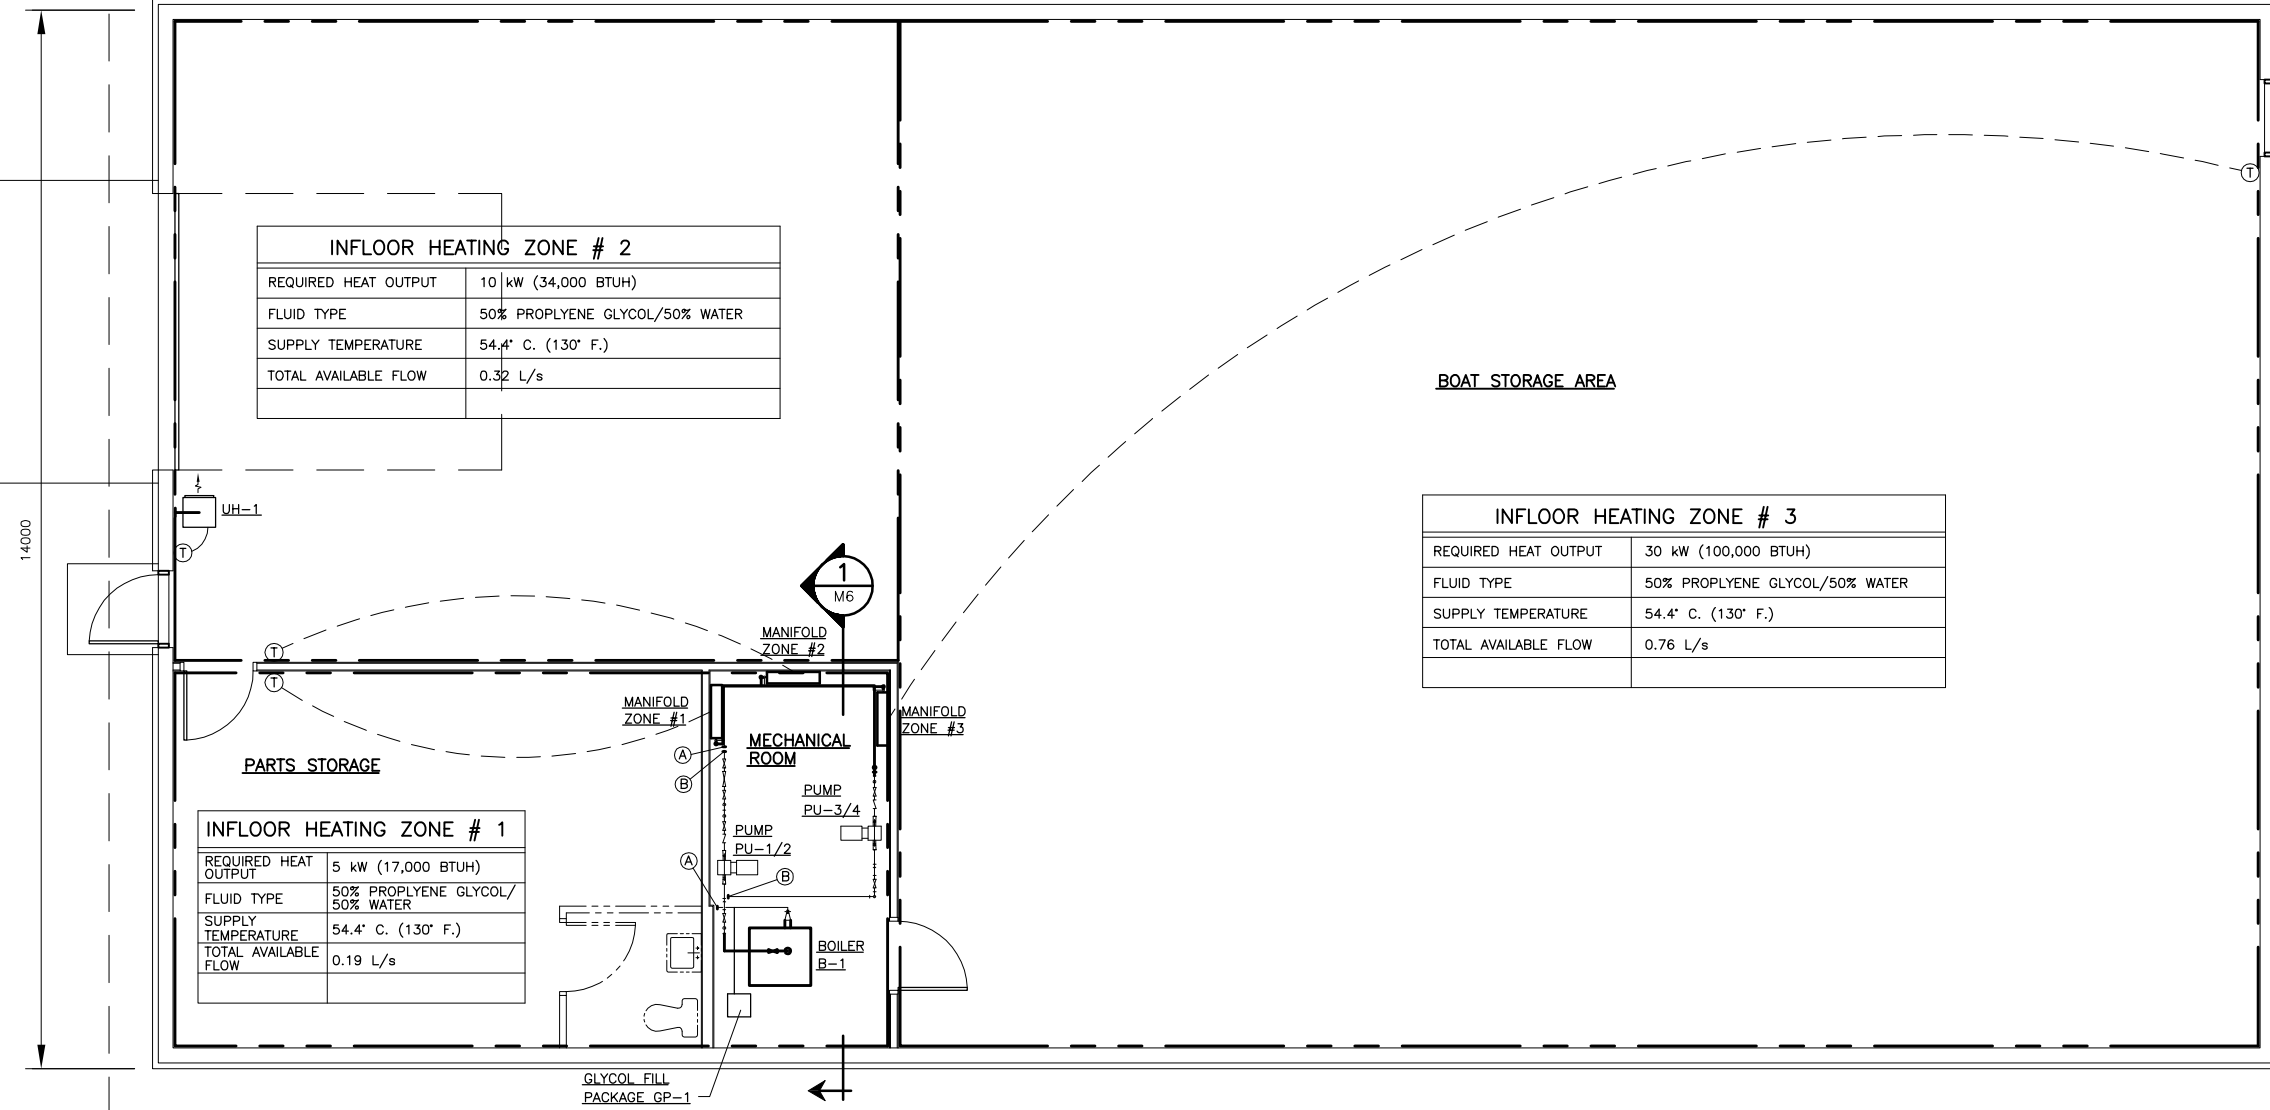 INFLOOR HEATING ZONE # 2
REQUIRED HEAT OUTPUT 10 kW (34,000 BTUH)
FLUID TYPE 50% PROPLYENE GLYCOL/50% WATER
SUPPLY TEMPERATURE 54.4° C. (130° F.)
TOTAL AVAILABLE FLOW 0.32 L/s
T
BOAT STORAGE AREA
INFLOOR HEATING ZONE # 3
REQUIRED HEAT OUTPUT 30 kW (100,000 BTUH)
FLUID TYPE 50% PROPLYENE GLYCOL/50% WATER
SUPPLY TEMPERATURE 54.4° C. (130° F.)
TOTAL AVAILABLE FLOW 0.76 L/s
UH-1
T
14000
1
M6
MANIFOLD
ZONE #2
T
T
MANIFOLD
ZONE #1
MANIFOLD
ZONE #3
MECHANICAL
ROOM
A
B
PARTS STORAGE
PUMP
PU-3/4
PUMP
PU-1/2
A
B
INFLOOR HEATING ZONE # 1
REQUIRED HEAT
OUTPUT
5 kW (17,000 BTUH)
FLUID TYPE
50% PROPLYENE GLYCOL/
50% WATER
SUPPLY
TEMPERATURE
54.4° C. (130° F.)
TOTAL AVAILABLE
FLOW
0.19 L/s
BOILER
B-1
GLYCOL FILL
PACKAGE GP-1